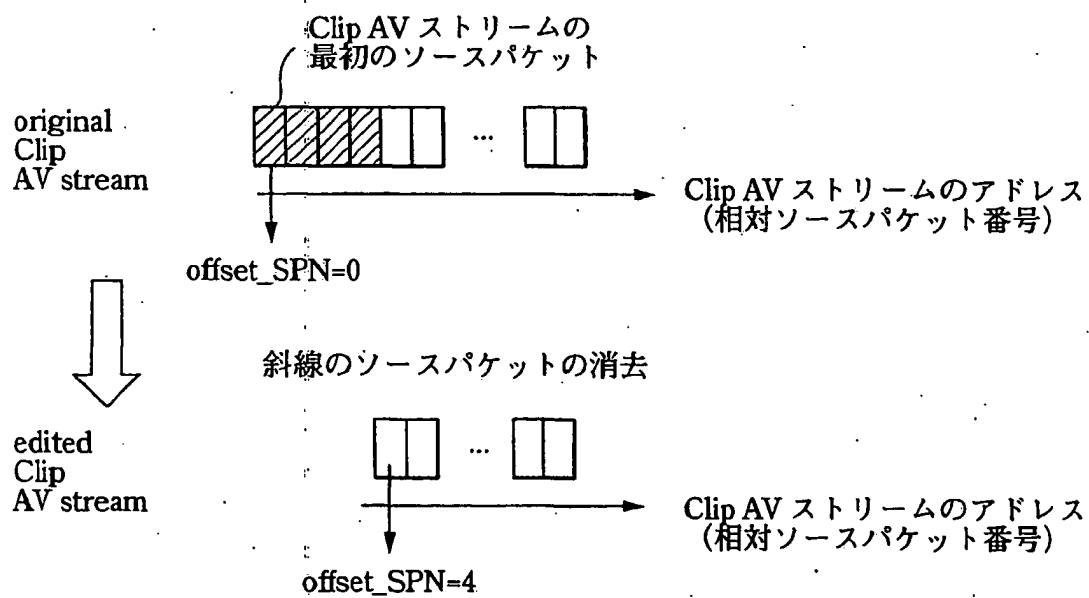 Clip AV ストリームの
最初のソースパケット
original
Clip
AV stream
...
Clip AV ストリームのアドレス
(相対ソースパケット番号)
offset_SPN=0
斜線のソースパケットの消去
edited
Clip
AV stream
...
Clip AV ストリームのアドレス
(相対ソースパケット番号)
offset_SPN=4